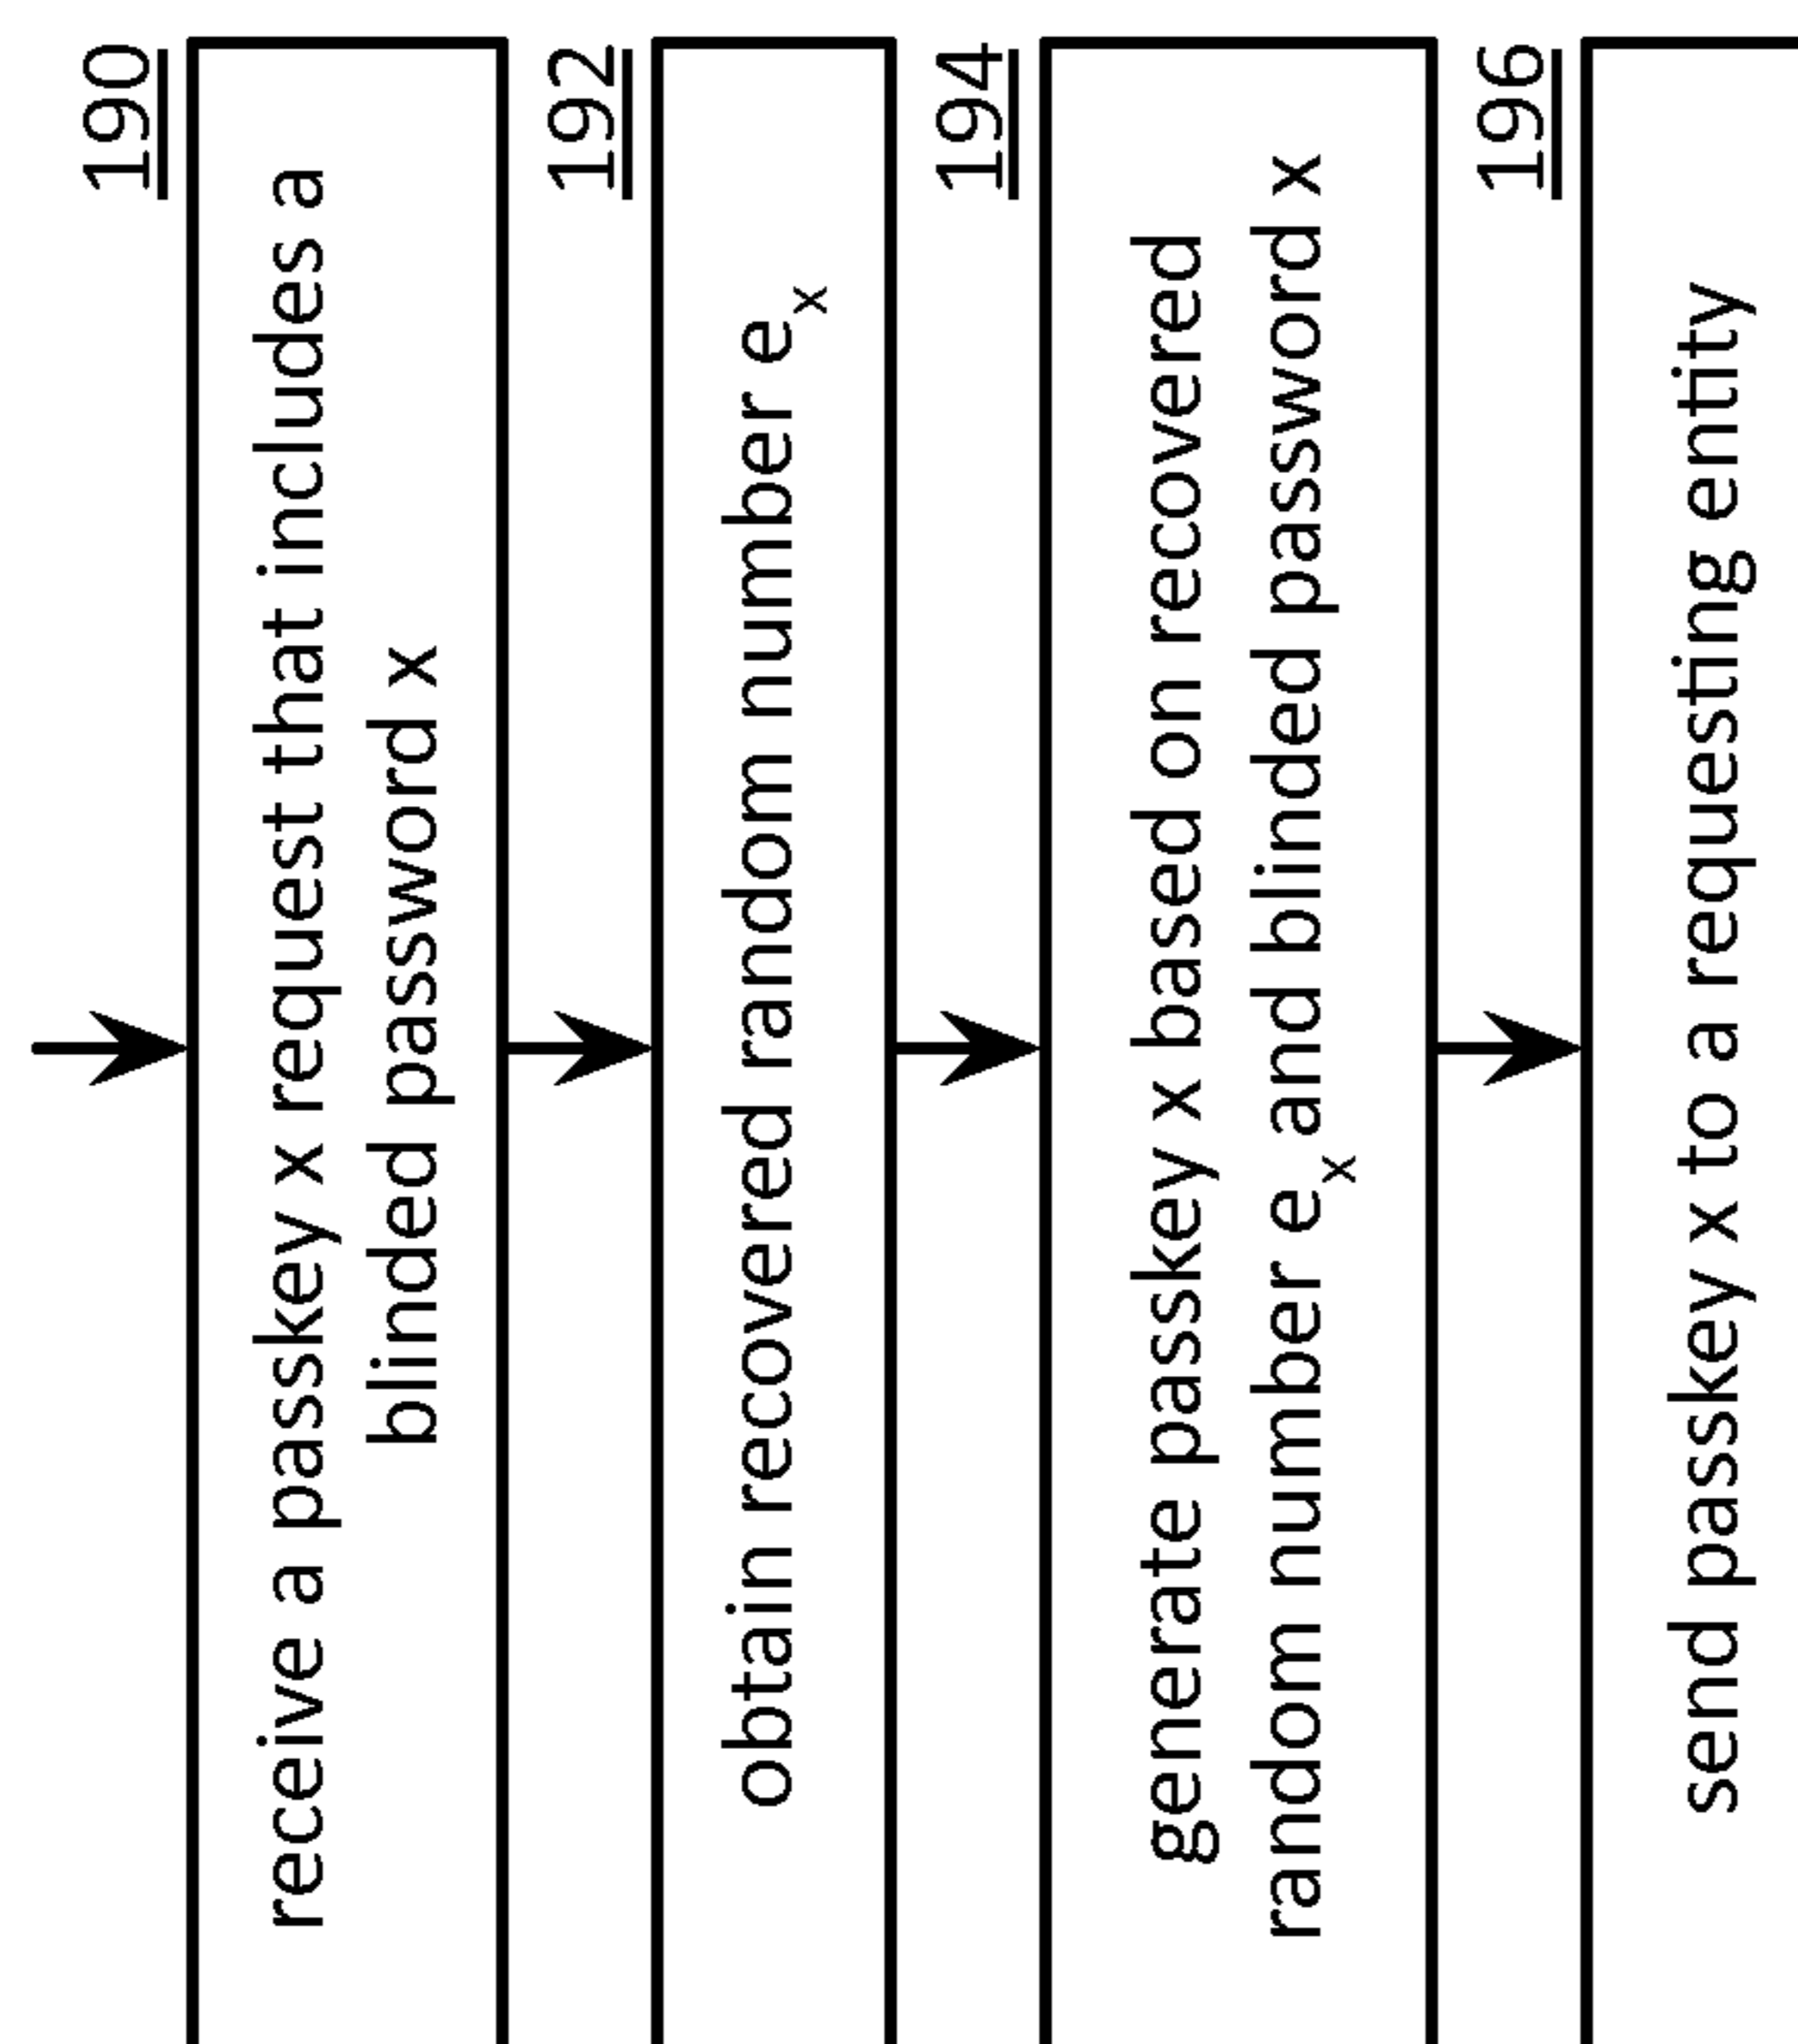 190
receive a passkey x request that includes a
blinded password x
192
obtain recovered random number eₓ
194
generate passkey x based on recovered
random number eₓ and blinded password x
196
send passkey x to a requesting entity